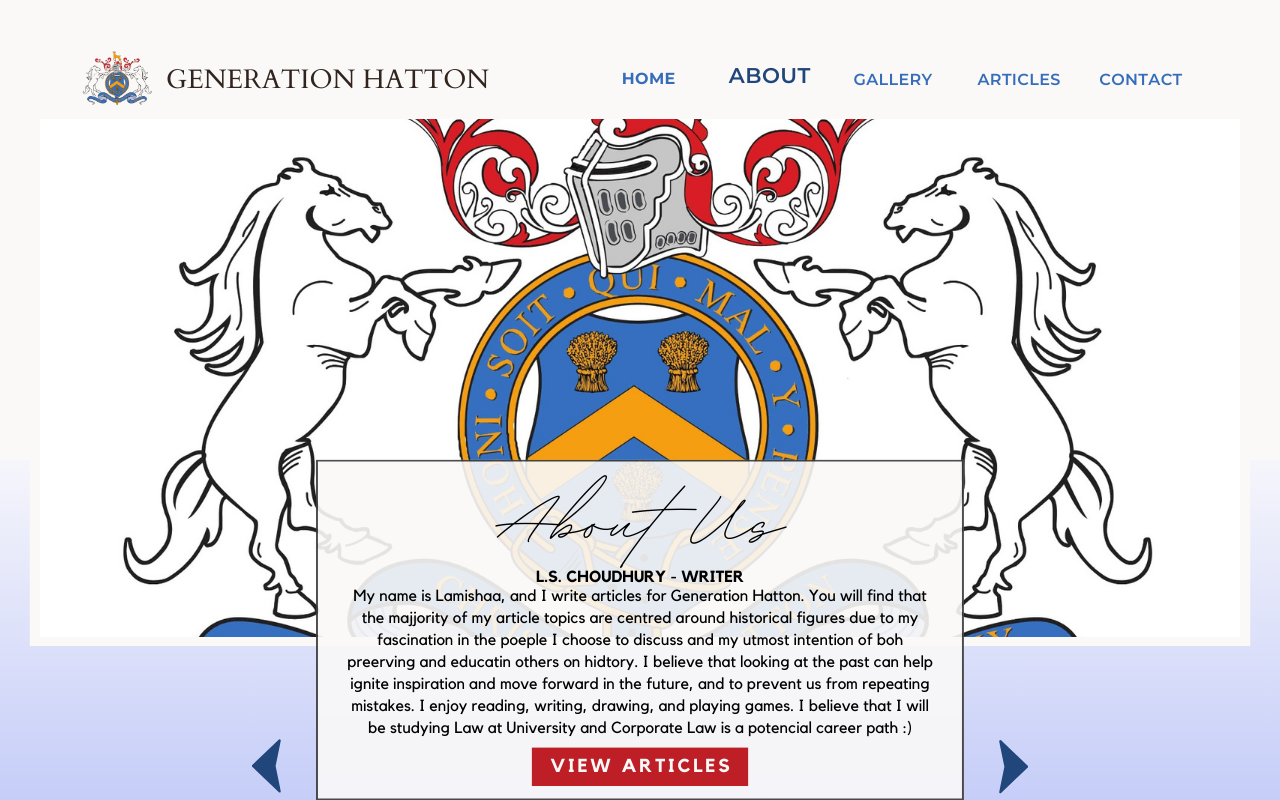 GENERATION HATTON
HOME ABOUT GALLERY ARTICLES CONTACT
HONI • SOIT • QUI • MAL • Y • PENSE
About Us
L.S. CHOUDHURY - WRITER
My name is Lamishaa, and I write articles for Generation Hatton. You will find that
the majjority of my article topics are centred around historical figures due to my
fascination in the poeple I choose to discuss and my utmost intention of boh
preerving and educatin others on hidtory. I believe that looking at the past can help
ignite inspiration and move forward in the future, and to prevent us from repeating
mistakes. I enjoy reading, writing, drawing, and playing games. I believe that I will
be studying Law at University and Corporate Law is a potencial career path :)
VIEW ARTICLES